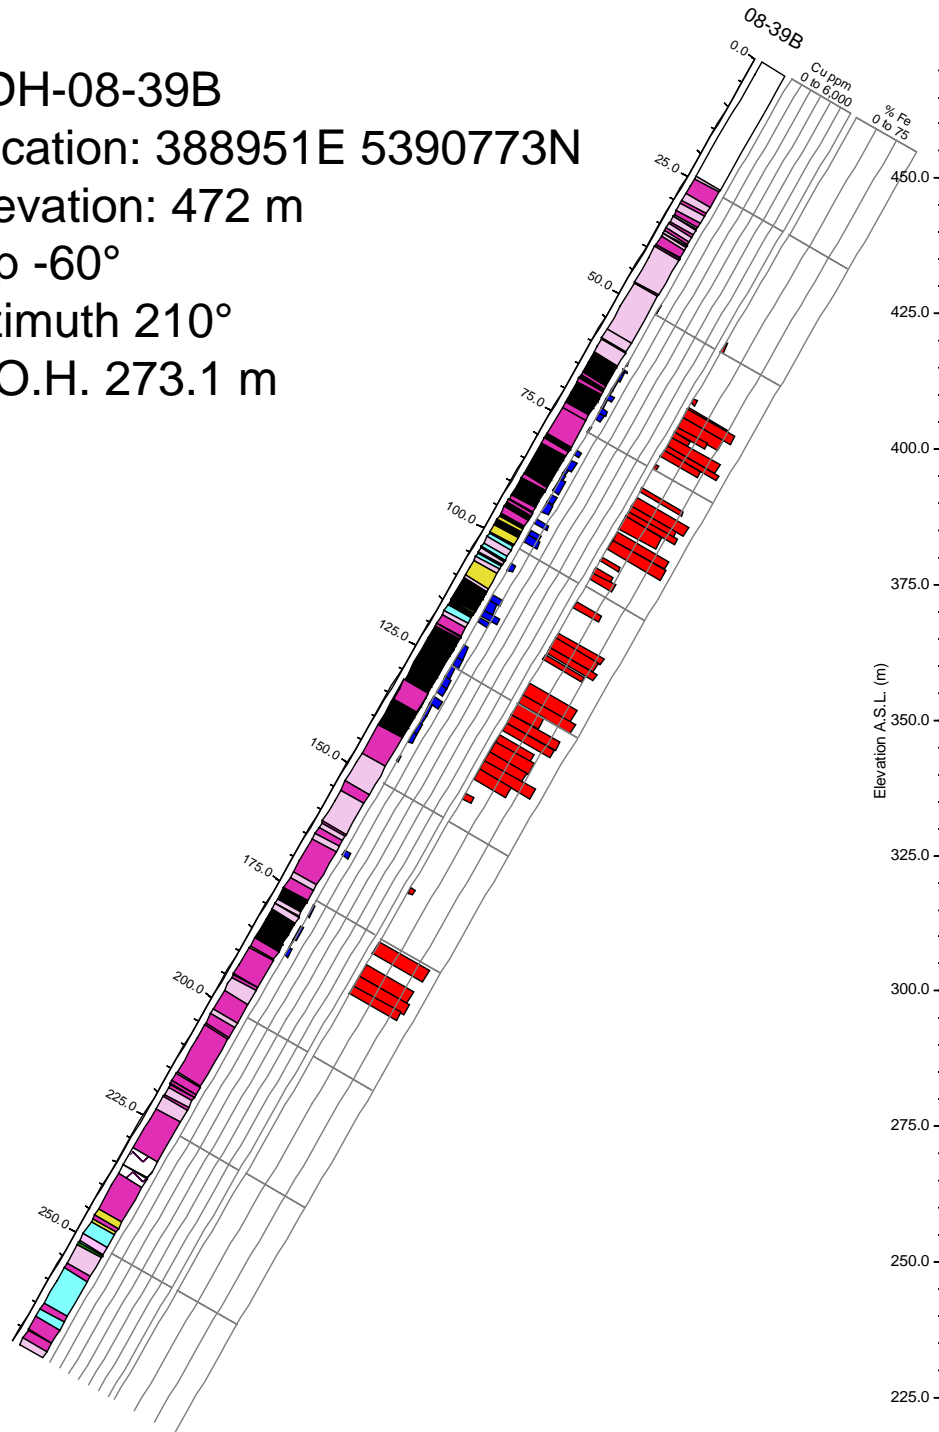 DH-08-39B
cation: 388951E 5390773N
evation: 472 m
p -60°
zimuth 210°
O.H. 273.1 m
08-39B
Cu ppm
0 to 6,000
% Fe
0 to 75
0.0
25.0
50.0
75.0
100.0
125.0
150.0
175.0
200.0
225.0
250.0
Elevation A.S.L. (m)
450.0
425.0
400.0
375.0
350.0
325.0
300.0
275.0
250.0
225.0